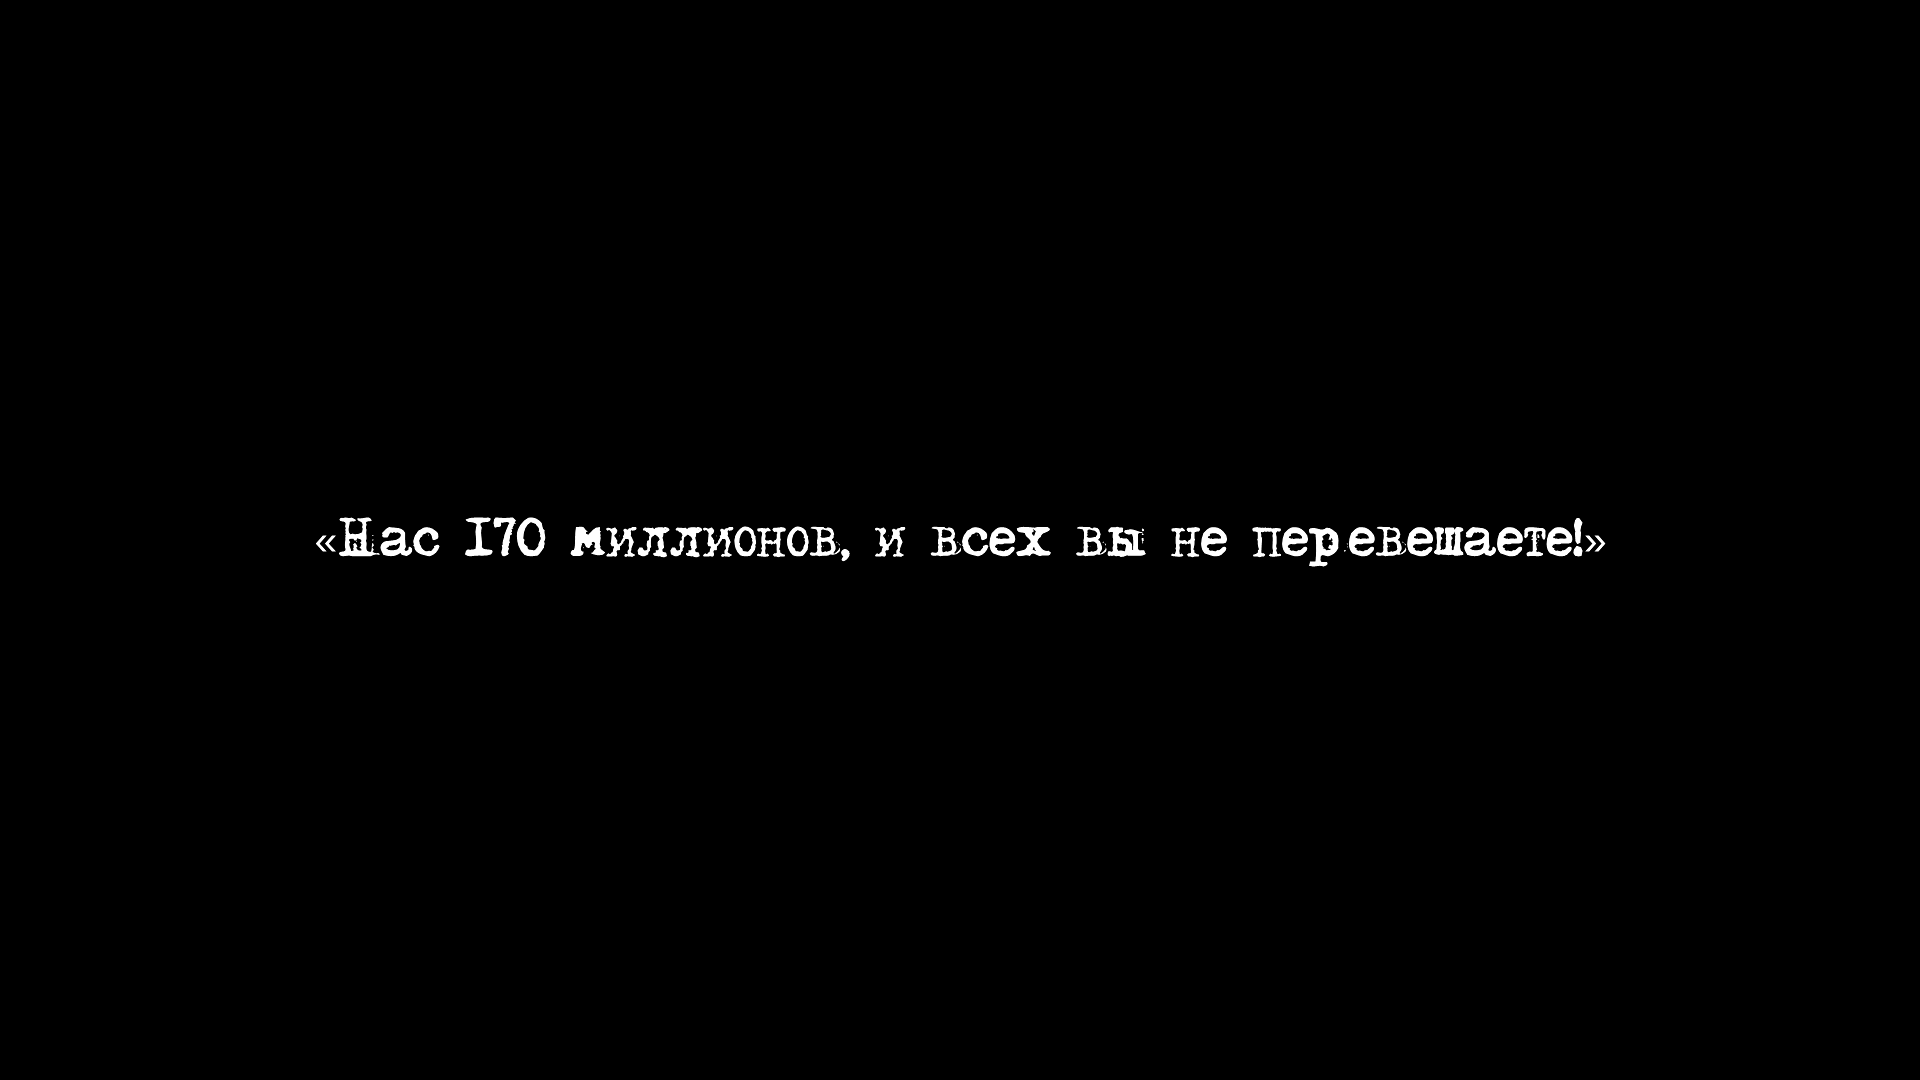 «Нас 170 миллионов, и всех вы не перевешаете!»